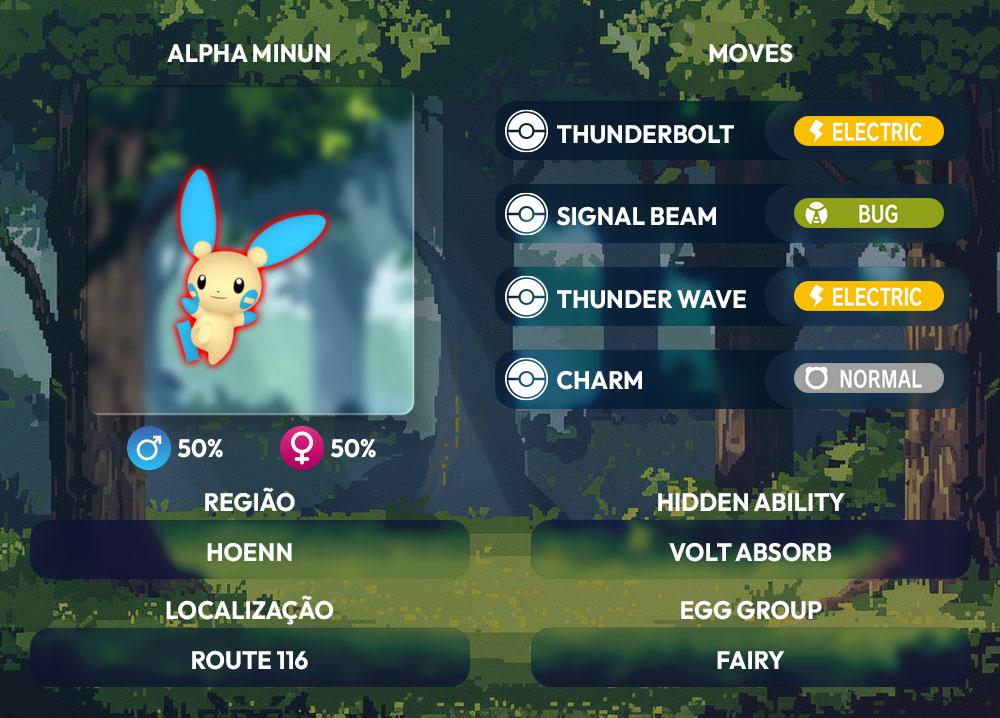 ALPHA MINUN
50%
50%
REGIÃO
HOENN
LOCALIZAÇÃO
ROUTE 116
MOVES
THUNDERBOLT ELECTRIC
SIGNAL BEAM BUG
THUNDER WAVE ELECTRIC
CHARM NORMAL
HIDDEN ABILITY
VOLT ABSORB
EGG GROUP
FAIRY